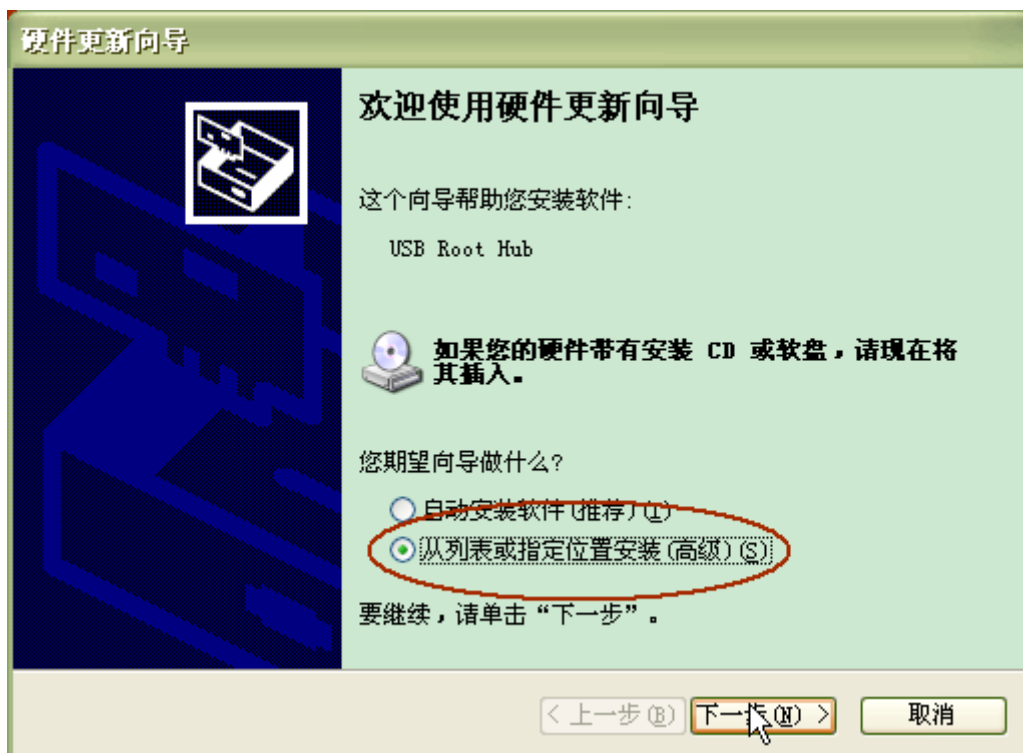 硬件更新向导
欢迎使用硬件更新向导
这个向导帮助您安装软件:
USB Root Hub
如果您的硬件带有安装 CD 或软盘，请现在将
其插入。
您期望向导做什么?
自动安装软件(推荐)(I)
从列表或指定位置安装(高级)(S)
要继续，请单击“下一步”。
< 上一步(B)
下一步(N) >
取消